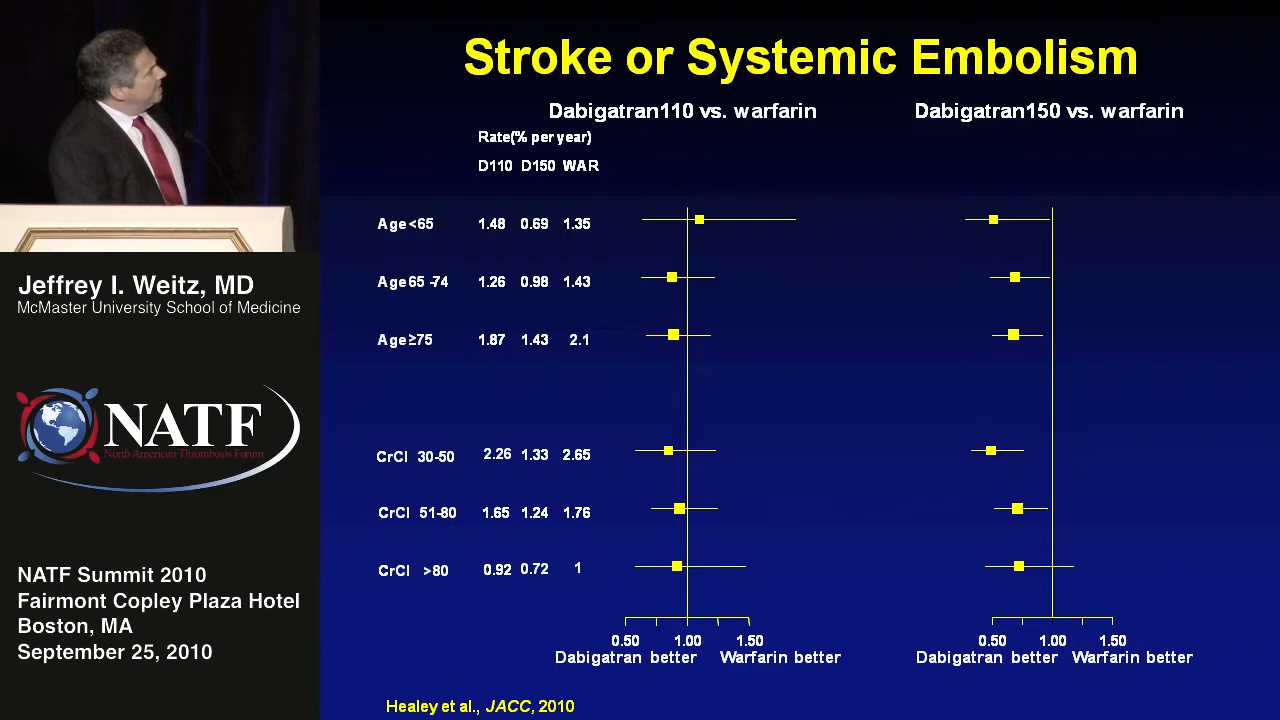 Stroke or Systemic Embolism
Dabigatran110 vs. warfarin Dabigatran150 vs. warfarin
Rate(% per year)
D110 D150 WAR
Age<65 1.48 0.69 1.35
Age65 -74 1.26 0.98 1.43
Age≥75 1.87 1.43 2.1
CrCl 30-50 2.26 1.33 2.65
CrCl 51-80 1.65 1.24 1.76
CrCl >80 0.92 0.72 1
0.50 1.00 1.50 0.50 1.00 1.50
Dabigatran better Warfarin better Dabigatran better Warfarin better
Healey et al., JACC, 2010
Jeffrey I. Weitz, MD
McMaster University School of Medicine
NATF
North American Thrombosis Forum
NATF Summit 2010
Fairmont Copley Plaza Hotel
Boston, MA
September 25, 2010